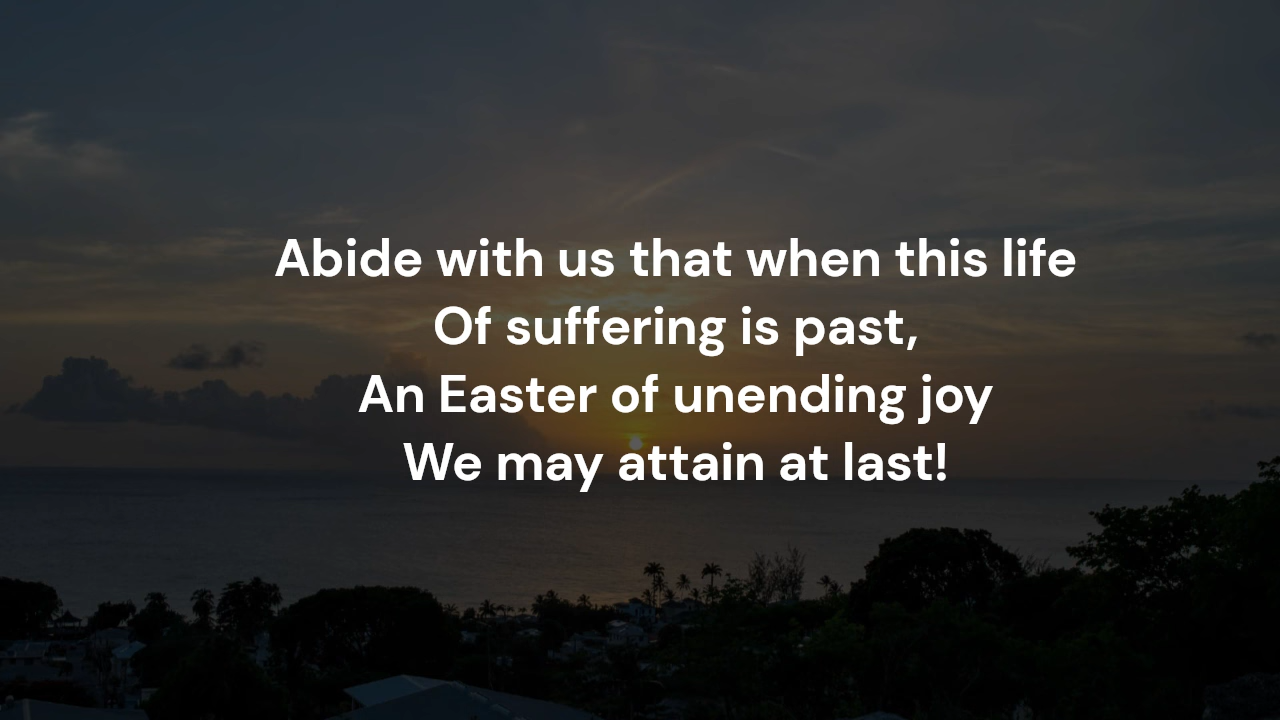 Abide with us that when this life
Of suffering is past,
An Easter of unending joy
We may attain at last!